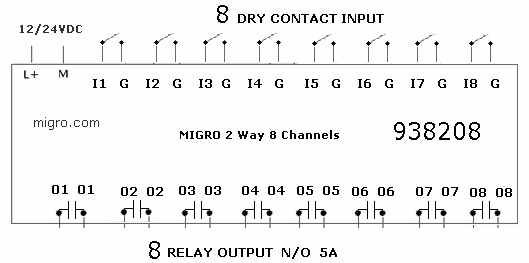 8 DRY CONTACT INPUT
12/24VDC
L+ M I1 G I2 G I3 G I4 G I5 G I6 G I7 G I8 G
migro.com
MIGRO 2 Way 8 Channels
938208
01 01 02 02 03 03 04 04 05 05 06 06 07 07 08 08
8 RELAY OUTPUT N/O 5A